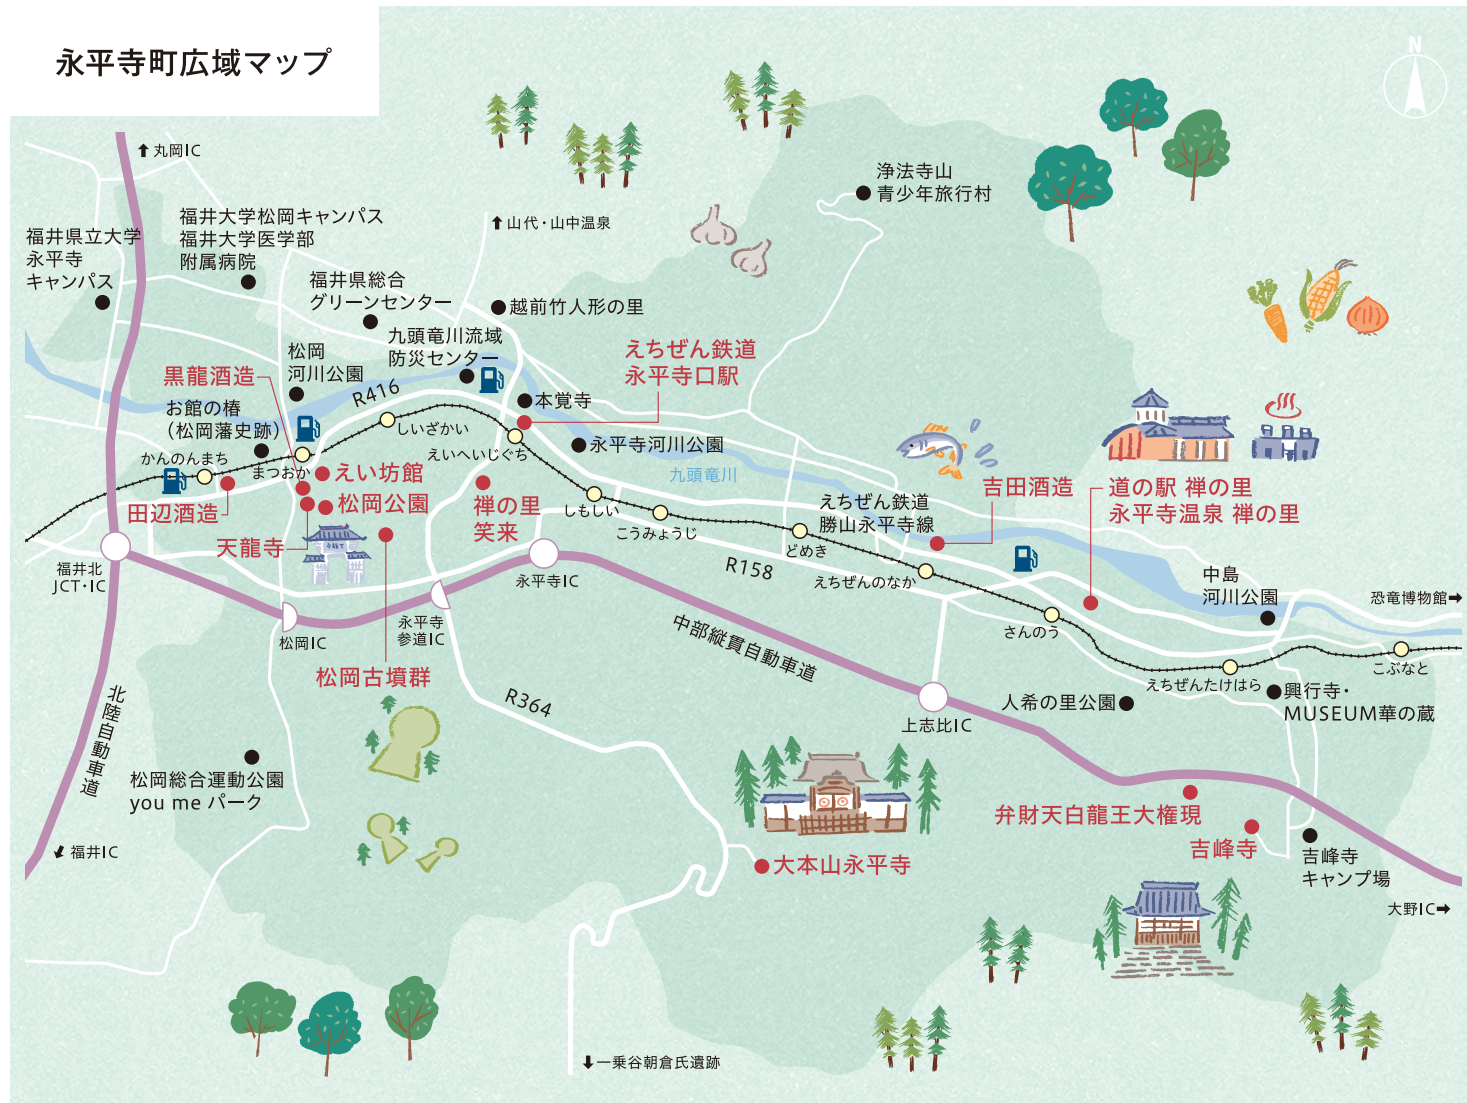 永平寺町広域マップ
N
丸岡IC
福井県立大学
永平寺
キャンパス
福井大学松岡キャンパス
福井大学医学部
附属病院
福井県総合
グリーンセンター
山代・山中温泉
浄法寺山
青少年旅行村
越前竹人形の里
九頭竜川流域
防災センター
松岡
河川公園
黒龍酒造
R416
お館の椿
（松岡藩史跡）
えちぜん鉄道
永平寺口駅
本覚寺
しいざかい
えいへいじぐち
永平寺河川公園
かんのんまち
まつおか
えい坊館
九頭竜川
田辺酒造
松岡公園
禅の里
笑来
しもしい
こうみょうじ
えちぜん鉄道
勝山永平寺線
吉田酒造
道の駅 禅の里
永平寺温泉 禅の里
天龍寺
どめき
R158
えちぜんのなか
福井北
JCT・IC
永平寺IC
中島
河川公園
恐竜博物館
松岡IC
永平寺
参道IC
さんのう
中部縦貫自動車道
松岡古墳群
えちぜんたけはら
こぶなと
R364
北陸自動車道
上志比IC
人希の里公園
興行寺・
MUSEUM華の蔵
松岡総合運動公園
you me パーク
弁財天白龍王大権現
福井IC
大本山永平寺
吉峰寺
吉峰寺
キャンプ場
大野IC
一乗谷朝倉氏遺跡